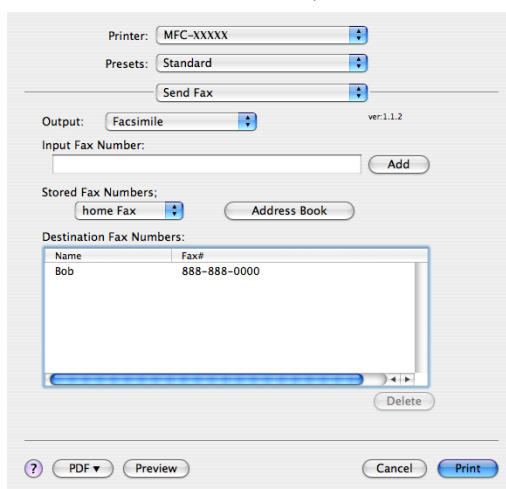 Printer: MFC-XXXXX
Presets: Standard
Send Fax
Output: Facsimile ver:1.1.2
Input Fax Number:
Add
Stored Fax Numbers;
home Fax Address Book
Destination Fax Numbers:
Name Fax#
Bob 888-888-0000
Delete
? PDF▼ Preview Cancel Print